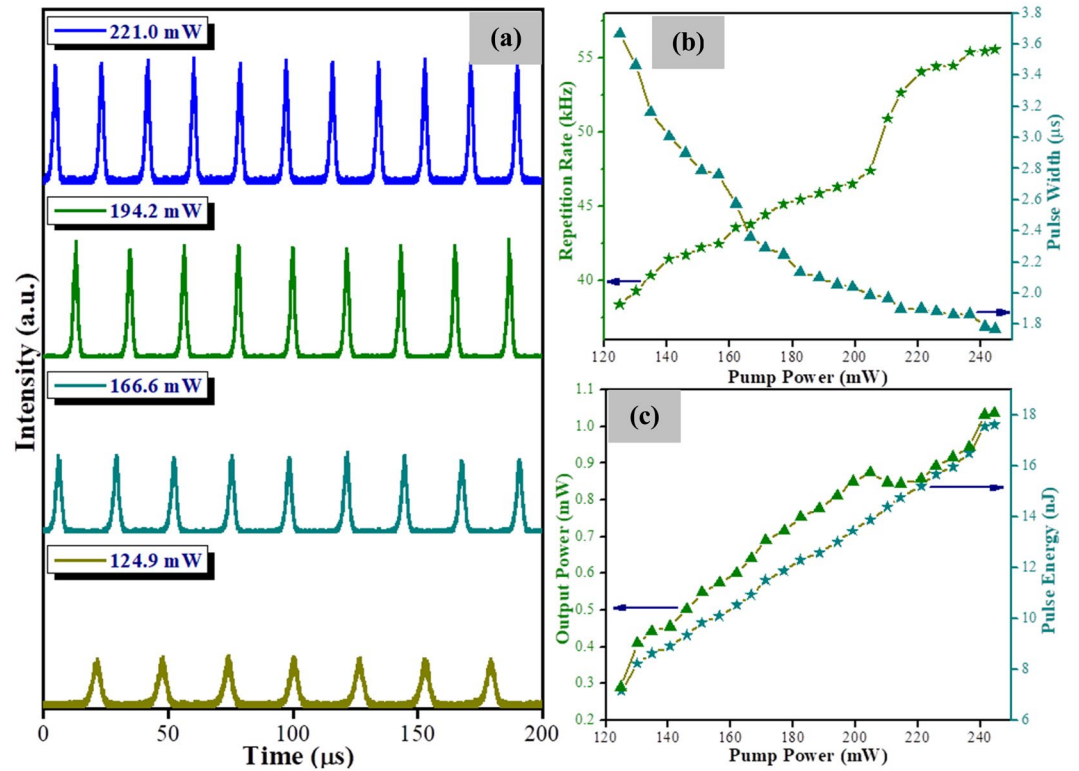 (a)
221.0 mW
194.2 mW
166.6 mW
124.9 mW
Intensity (a.u.)
0 50 100 150 200
Time (μs)
(b)
55
50
45
40
Repetition Rate (kHz)
3.8
3.6
3.4
3.2
3.0
2.8
2.6
2.4
2.2
2.0
1.8
Pulse Width (μs)
120 140 160 180 200 220 240
Pump Power (mW)
(c)
1.1
1.0
0.9
0.8
0.7
0.6
0.5
0.4
0.3
0.2
Output Power (mW)
18
16
14
12
10
8
6
Pulse Energy (nJ)
120 140 160 180 200 220 240
Pump Power (mW)